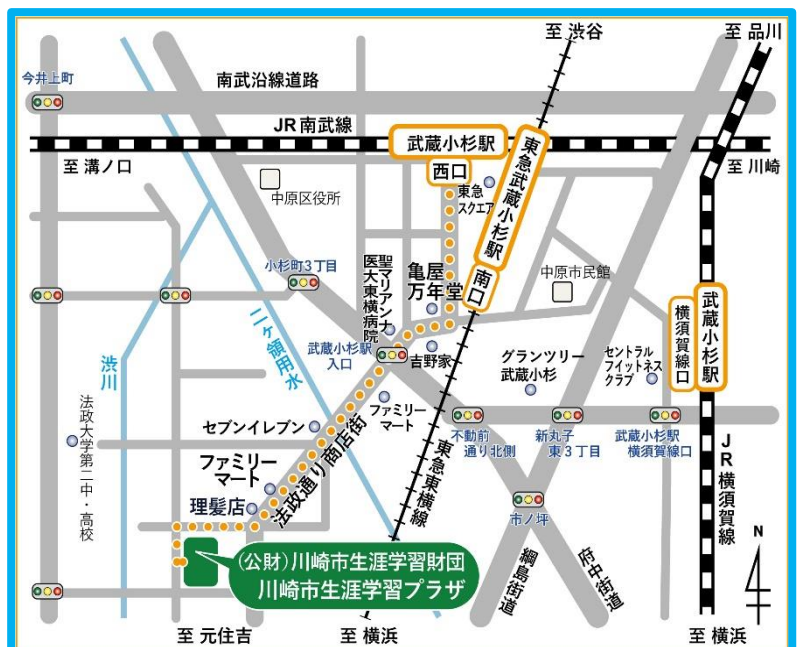 至 渋谷
至 品川
今井上町
南武沿線道路
JR南武線
武蔵小杉駅
至 溝ノ口
西口
至 川崎
東急武蔵小杉駅
南口
東急
スクエア
中原区役所
中原市民館
小杉町3丁目
聖マリアンナ
医大東横病院
亀屋
万年堂
武蔵小杉駅
横須賀線口
二ヶ領用水
武蔵小杉駅
入口
吉野家
グランツリー
武蔵小杉
セントラル
フィットネス
クラブ
渋川
ファミリー
マート
セブンイレブン
法政通り商店街
不動前
通り北側
新丸子
東3丁目
武蔵小杉駅
横須賀線口
法政大学第二中・高校
ファミリー
マート
東急東横線
JR横須賀線
理髪店
市ノ坪
N
(公財)川崎市生涯学習財団
川崎市生涯学習プラザ
綱島街道
府中街道
至 元住吉
至 横浜
至 横浜